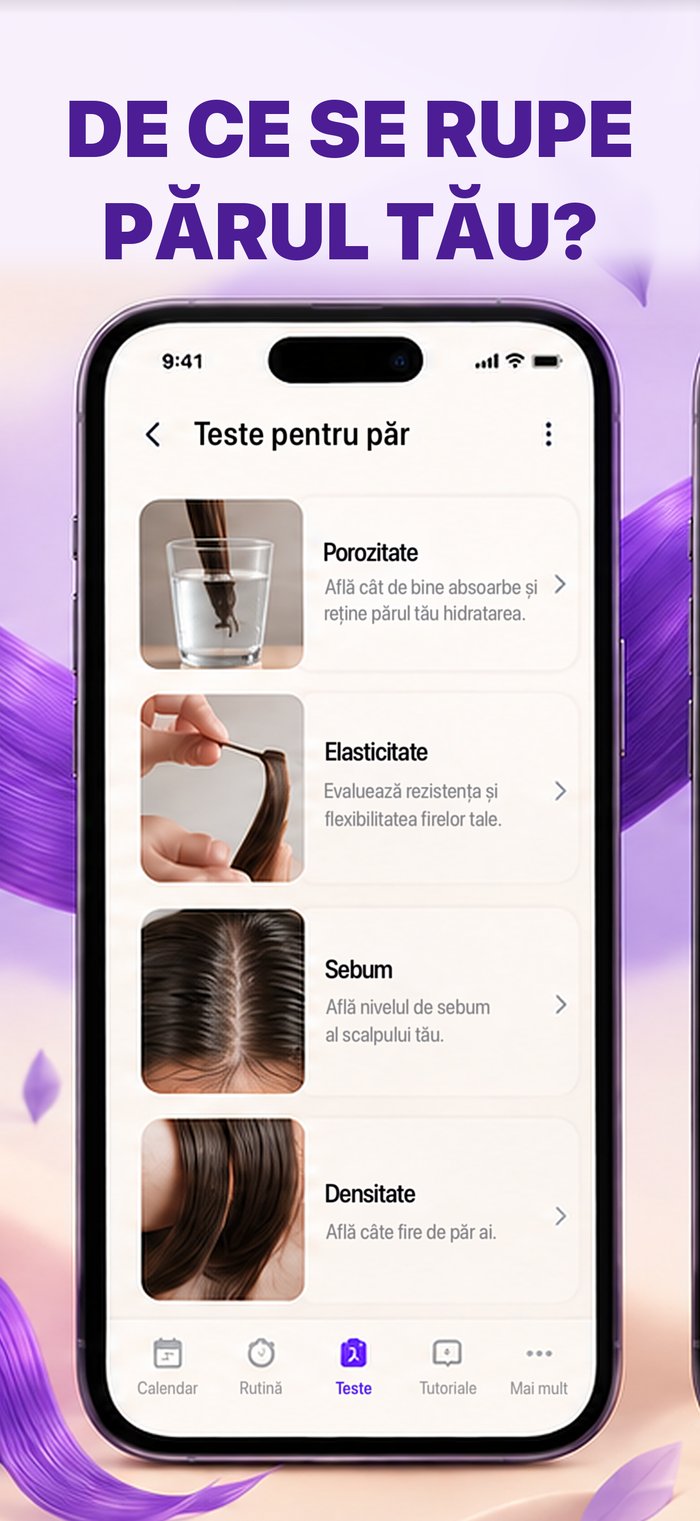 DE CE SE RUPE
PĂRUL TĂU?
9:41
Teste pentru păr
Porozitate
Află cât de bine absoarbe și
reține părul tău hidratarea.
Elasticitate
Evaluează rezistența și
flexibilitatea firelor tale.
Sebum
Află nivelul de sebum
al scalpului tău.
Densitate
Află câte fire de păr ai.
Calendar
Rutină
Teste
Tutoriale
Mai mult